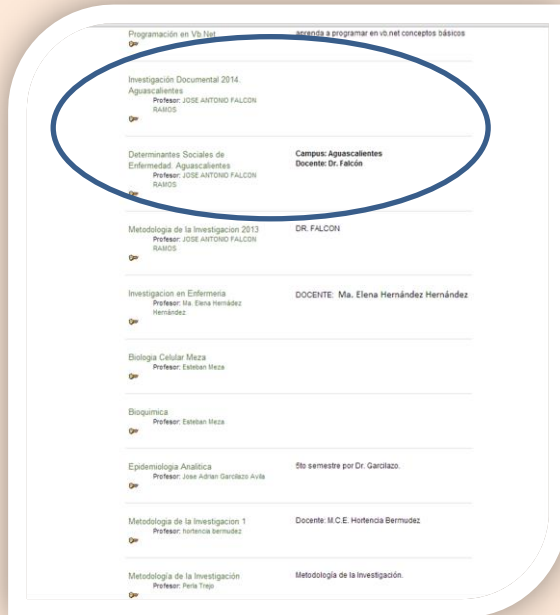 Programación en Vb Net
aprenda a programar en vb.net conceptos básicos
Investigación Documental 2014.
Aguascalientes
Profesor: JOSE ANTONIO FALCON
RAMOS
Determinantes Sociales de
Enfermedad. Aguascalientes
Profesor: JOSE ANTONIO FALCON
RAMOS
Campus: Aguascalientes
Docente: Dr. Falcón
Metodologia de la Investigacion 2013
Profesor: JOSE ANTONIO FALCON
RAMOS
DR. FALCON
Investigacion en Enfermeria
Profesor: Ma. Elena Hernádez
Hernández
DOCENTE: Ma. Elena Hernández Hernández
Biologia Celular Meza
Profesor: Esteban Meza
Bioquimica
Profesor: Esteban Meza
Epidemiologia Analitica
Profesor: Jose Adrian Garcilazo Avila
5to semestre por Dr. Garcilazo.
Metodologia de la Investigacion 1
Profesor: hortencia bermudez
Docente: M.C.E. Hortencia Bermudez
Metodología de la Investigación
Profesor: Perla Trejo
Metodología de la Investigación.